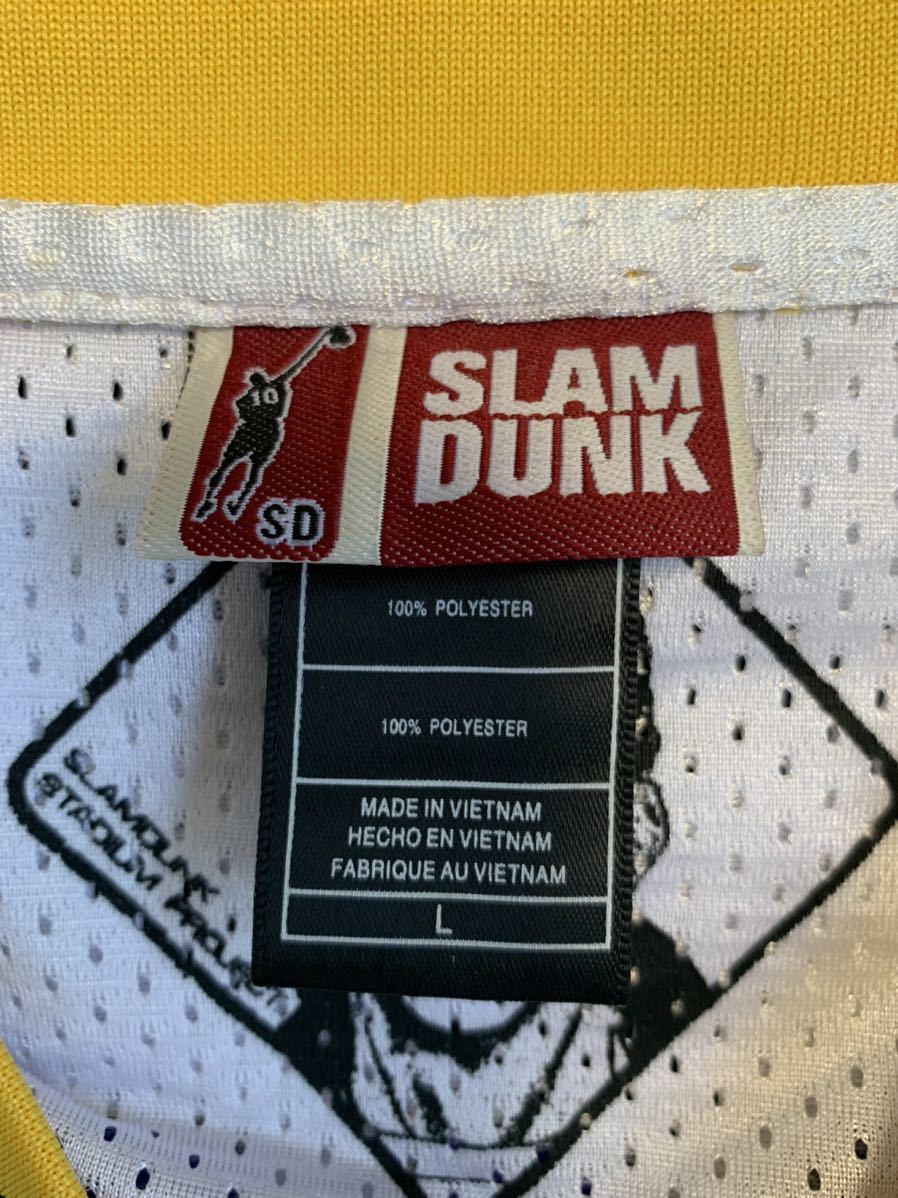 10
SD
SLAM
DUNK
100% POLYESTER
100% POLYESTER
MADE IN VIETNAM
HECHO EN VIETNAM
FABRIQUE AU VIETNAM
L
SLAMDUNK
STADIUM PRODUCTS